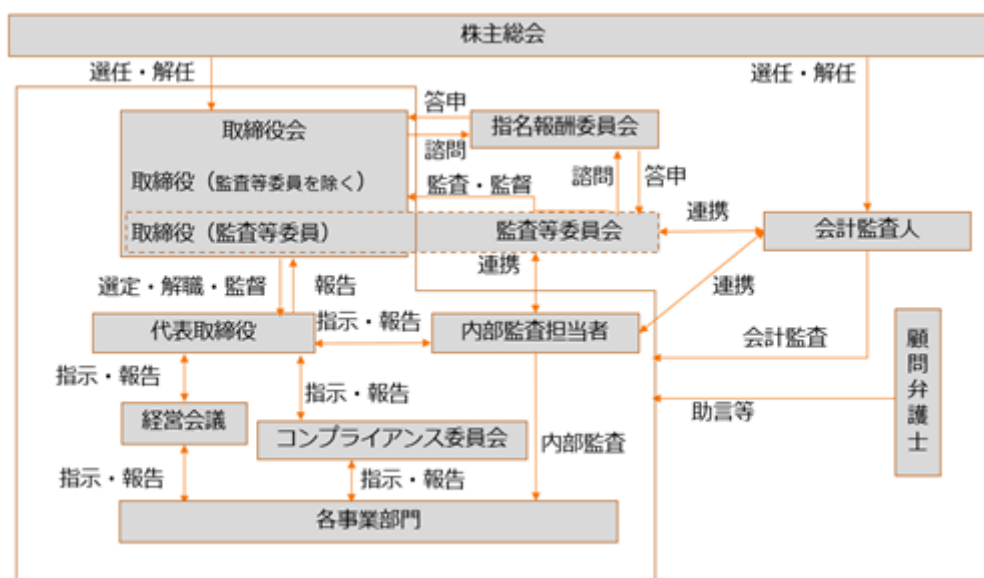 株主総会
選任・解任
選任・解任
答申
取締役会
指名報酬委員会
諮問
取締役（監査等委員を除く）
監査・監督
諮問
答申
取締役（監査等委員）
監査等委員会
連携
会計監査人
連携
選定・解職・監督
報告
連携
代表取締役
指示・報告
内部監査担当者
会計監査
顧問弁護士
指示・報告
指示・報告
助言等
経営会議
コンプライアンス委員会
内部監査
指示・報告
指示・報告
各事業部門